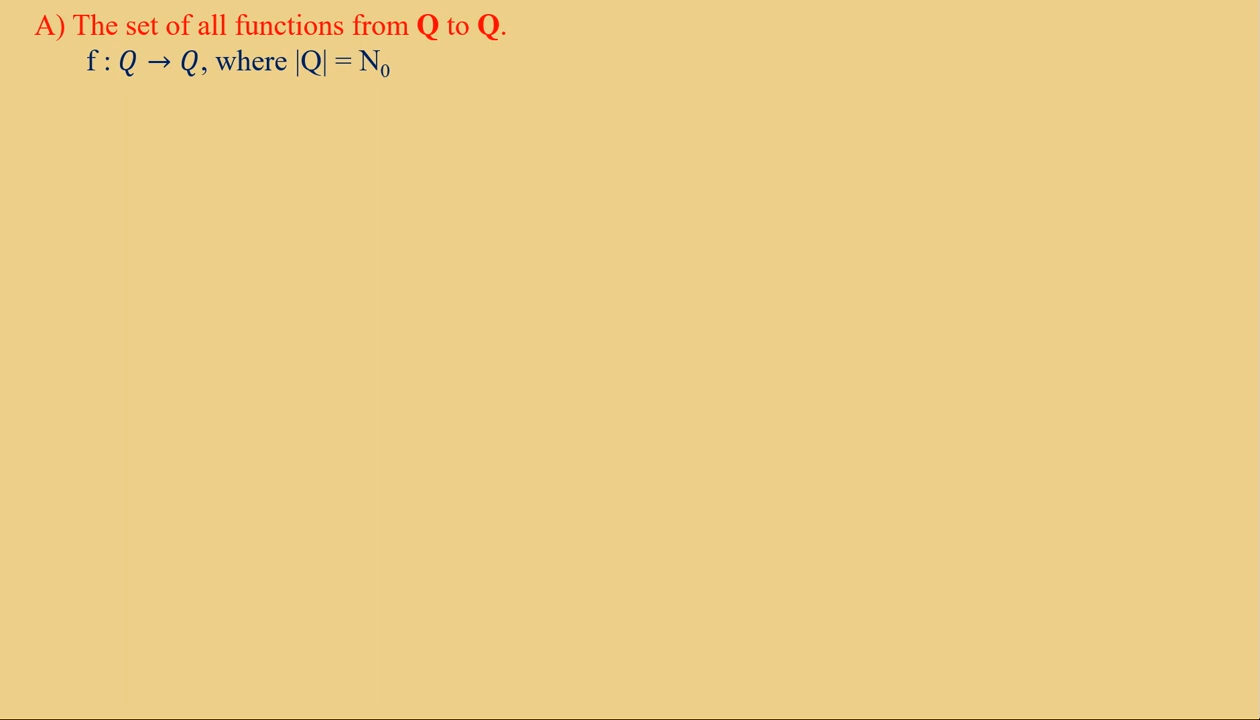 A) The set of all functions from Q to Q.
f : Q → Q, where |Q| = N₀